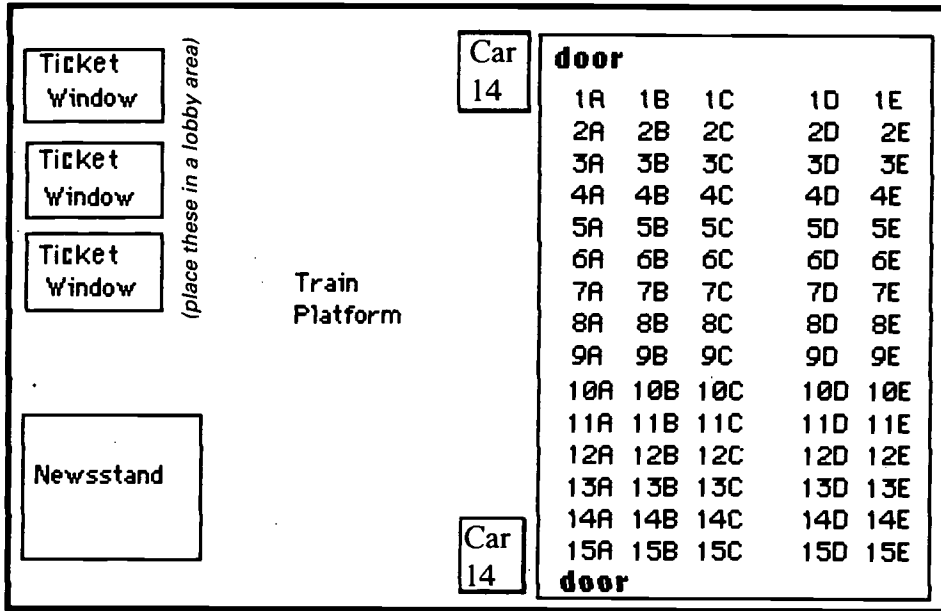 Ticket
Window
Ticket
Window
Ticket
Window
(place these in a lobby area)
Newsstand
Train
Platform
Car
14
Car
14
door
1A 1B 1C 1D 1E
2A 2B 2C 2D 2E
3A 3B 3C 3D 3E
4A 4B 4C 4D 4E
5A 5B 5C 5D 5E
6A 6B 6C 6D 6E
7A 7B 7C 7D 7E
8A 8B 8C 8D 8E
9A 9B 9C 9D 9E
10A 10B 10C 10D 10E
11A 11B 11C 11D 11E
12A 12B 12C 12D 12E
13A 13B 13C 13D 13E
14A 14B 14C 14D 14E
15A 15B 15C 15D 15E
door